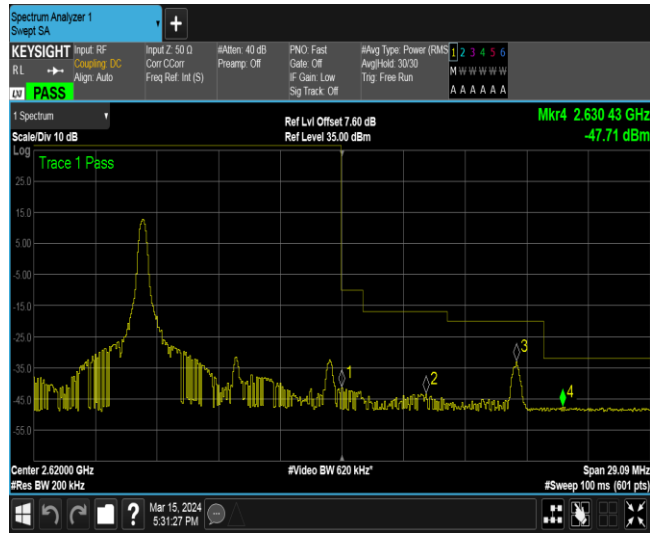 Spectrum Analyzer 1
Swept SA
+
KEYSIGHT Input: RF Input Z: 50 Ω #Atten: 40 dB PNO: Fast #Avg Type: Power (RMS 1 2 3 4 5 6
RL Coupling: DC Corr CCorr Preamp: Off Gate: Off Avg|Hold: 30/30 M W W W W W
Align: Auto Freq Ref: Int (S) IF Gain: Low Trig: Free Run
LXI PASS Sig Track: Off A A A A A A
1 Spectrum Ref Lvl Offset 7.60 dB Mkr4 2.630 43 GHz
Scale/Div 10 dB Ref Level 35.00 dBm -47.71 dBm
Log
Trace 1 Pass
25.0
15.0
5.00
-5.00
-15.0
-25.0
3
-35.0
1
2
4
-45.0
-55.0
Center 2.62000 GHz #Video BW 620 kHz* Span 29.09 MHz
#Res BW 200 kHz #Sweep 100 ms (601 pts)
? Mar 15, 2024
5:31:27 PM